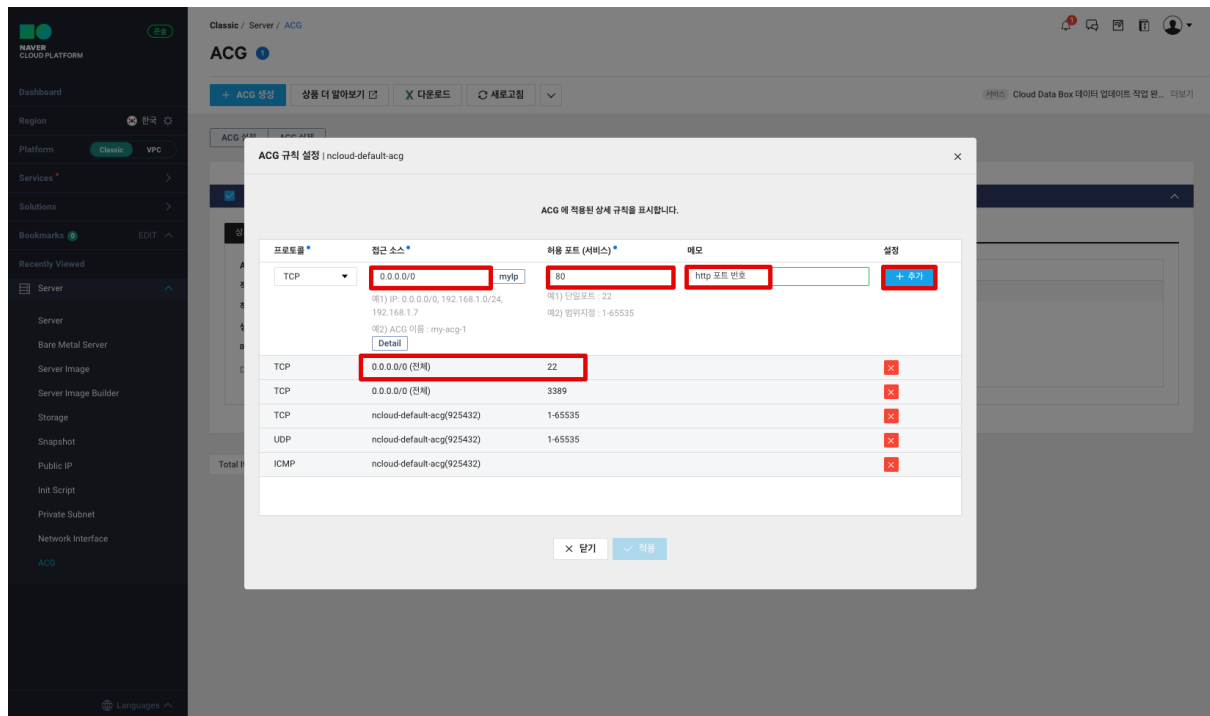 NAVER
CLOUD PLATFORM
콘솔
Classic / Server / ACG
ACG 1
+ ACG 생성
상품 더 알아보기
다운로드
새로고침
서비스 Cloud Data Box 데이터 업데이트 작업 완... 더보기
Dashboard
Region 한국
Platform Classic VPC
Services
Solutions
Bookmarks 0 EDIT
Recently Viewed
Server
Server
Bare Metal Server
Server Image
Server Image Builder
Storage
Snapshot
Public IP
Init Script
Private Subnet
Network Interface
ACG
Languages
ACG 규칙 설정 | ncloud-default-acg ×
ACG 에 적용된 상세 규칙을 표시합니다.
프로토콜 접근 소스 허용 포트 (서비스) 메모 설정
TCP 0.0.0.0/0 myIp 80 http 포트 번호 + 추가
예1) IP: 0.0.0.0/0, 192.168.1.0/24,
192.168.1.7
예2) ACG 이름 : my-acg-1
Detail
예1) 단일포트 : 22
예2) 범위지정 : 1-65535
TCP 0.0.0.0/0 (전체) 22
TCP 0.0.0.0/0 (전체) 3389
TCP ncloud-default-acg(925432) 1-65535
UDP ncloud-default-acg(925432) 1-65535
ICMP ncloud-default-acg(925432)
× 닫기
적용